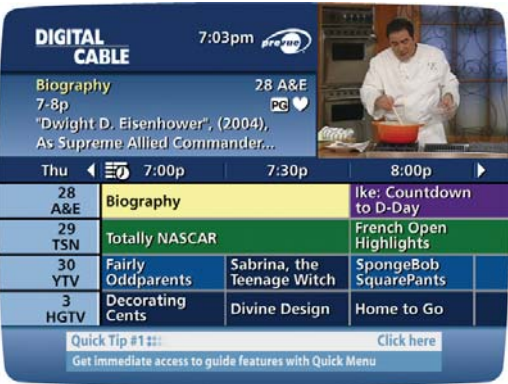 DIGITAL
CABLE
7:03pm
prevue
Biography
28 A&E
7-8p
PG
"Dwight D. Eisenhower", (2004),
As Supreme Allied Commander...
Thu
7:00p
7:30p
8:00p
28
A&E
Biography
Ike: Countdown
to D-Day
29
TSN
Totally NASCAR
French Open
Highlights
30
YTV
Fairly
Oddparents
Sabrina, the
Teenage Witch
SpongeBob
SquarePants
3
HGTV
Decorating
Cents
Divine Design
Home to Go
Quick Tip #1
Click here
Get immediate access to guide features with Quick Menu